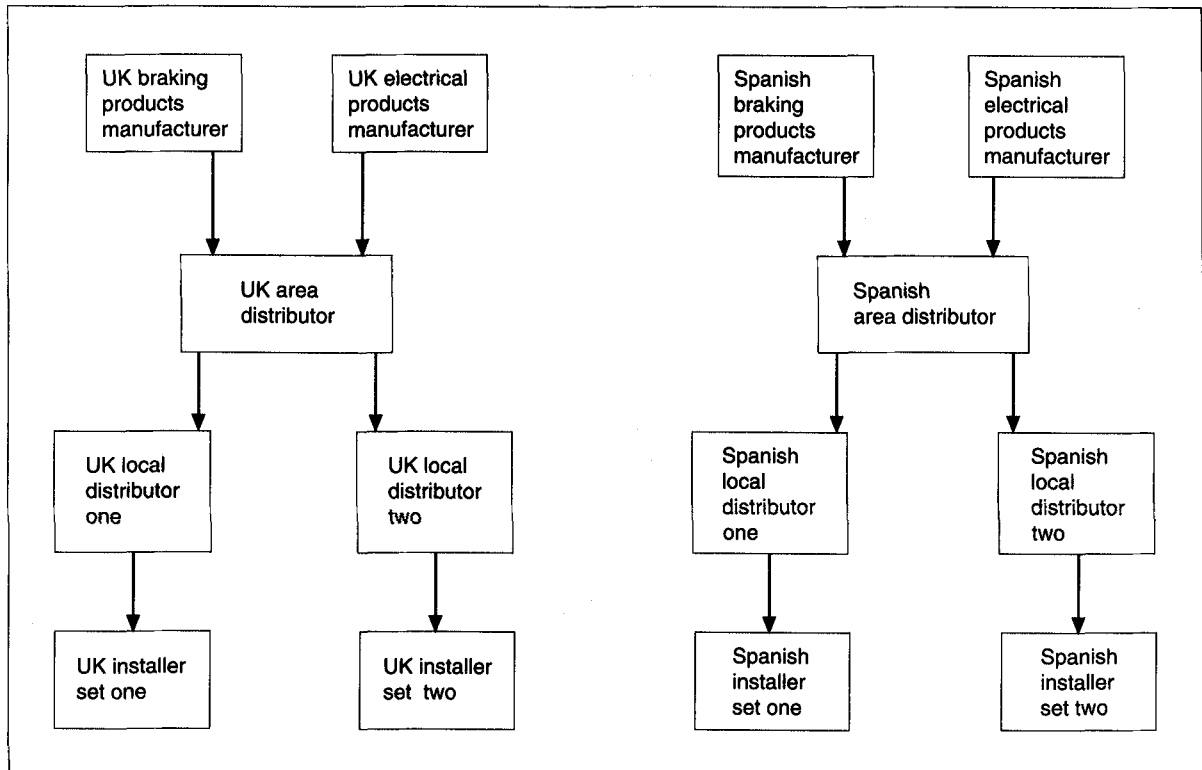 UK braking
products
manufacturer
UK electrical
products
manufacturer
Spanish
braking
products
manufacturer
Spanish
electrical
products
manufacturer
UK area
distributor
Spanish
area distributor
UK local
distributor
one
UK local
distributor
two
Spanish
local
distributor
one
Spanish
local
distributor
two
UK installer
set one
UK installer
set two
Spanish
installer
set one
Spanish
installer
set two